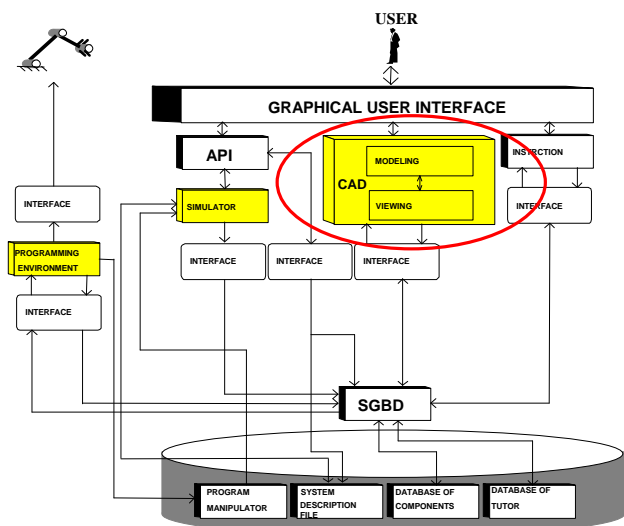 USER
GRAPHICAL USER INTERFACE
API
MODELING
CAD
VIEWING
INSTRCTION
INTERFACE
SIMULATOR
INTERFACE
PROGRAMMING
ENVIRONMENT
INTERFACE
INTERFACE
INTERFACE
INTERFACE
SGBD
PROGRAM
MANIPULATOR
SYSTEM
DESCRIPTION
FILE
DATABASE OF
COMPONENTS
DATABASE OF
TUTOR